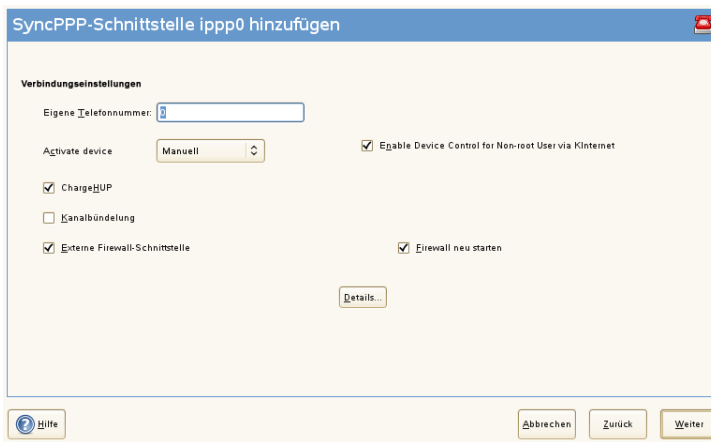 SyncPPP-Schnittstelle ippp0 hinzufügen
Verbindungseinstellungen
Eigene Telefonnummer: 0
Activate device Manuell Enable Device Control for Non-root User via KInternet
ChargeHUP
Kanalbündelung
Externe Firewall-Schnittstelle Firewall neu starten
Details...
Hilfe Abbrechen Zurück Weiter